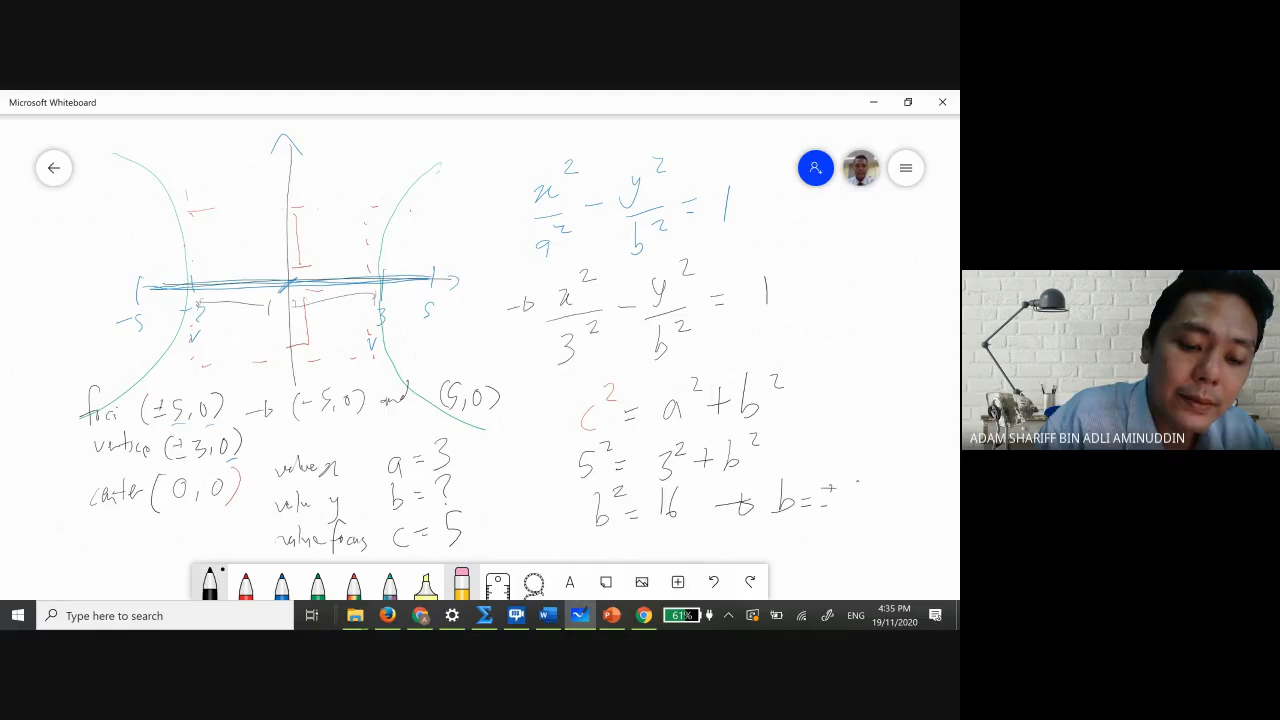 Microsoft Whiteboard
x² / a² - y² / b² = 1
x² / 3² - y² / b² = 1
-5 -3 3 5
v v
foci (±5, 0) → (-5, 0) and (5, 0)
vertice (±3, 0)
center (0, 0)
value x a = 3
value y b = ?
value focus c = 5
c² = a² + b²
5² = 3² + b²
b² = 16 → b = ±
ADAM SHARIFF BIN ADLI AMINUDDIN
Type here to search
61%
ENG
4:35 PM
19/11/2020